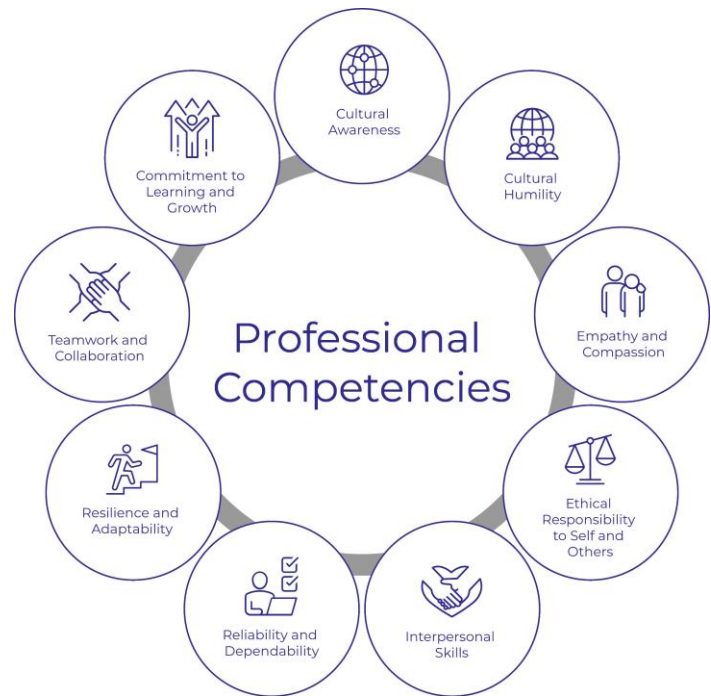 Cultural
Awareness
Cultural
Humility
Empathy and
Compassion
Ethical
Responsibility
to Self and
Others
Interpersonal
Skills
Reliability and
Dependability
Resilience and
Adaptability
Teamwork and
Collaboration
Commitment to
Learning and
Growth
Professional
Competencies